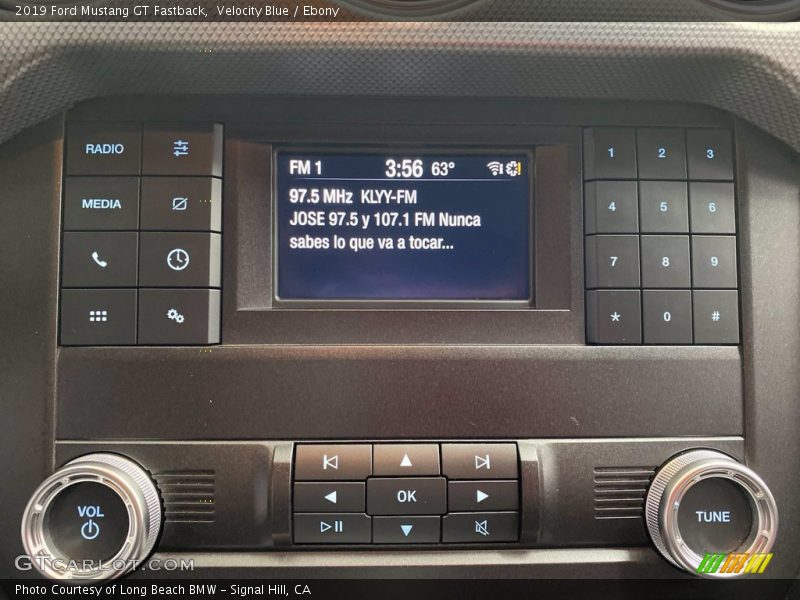 2019 Ford Mustang GT Fastback,  Velocity Blue / Ebony
RADIO
MEDIA
FM 1 3:56 63°
97.5 MHz KLYY-FM
JOSE 97.5 y 107.1 FM Nunca
sabes lo que va a tocar...
1 2 3
4 5 6
7 8 9
* 0 #
VOL
OK
TUNE
GTCARLOT.COM
Photo Courtesy of Long Beach BMW – Signal Hill, CA